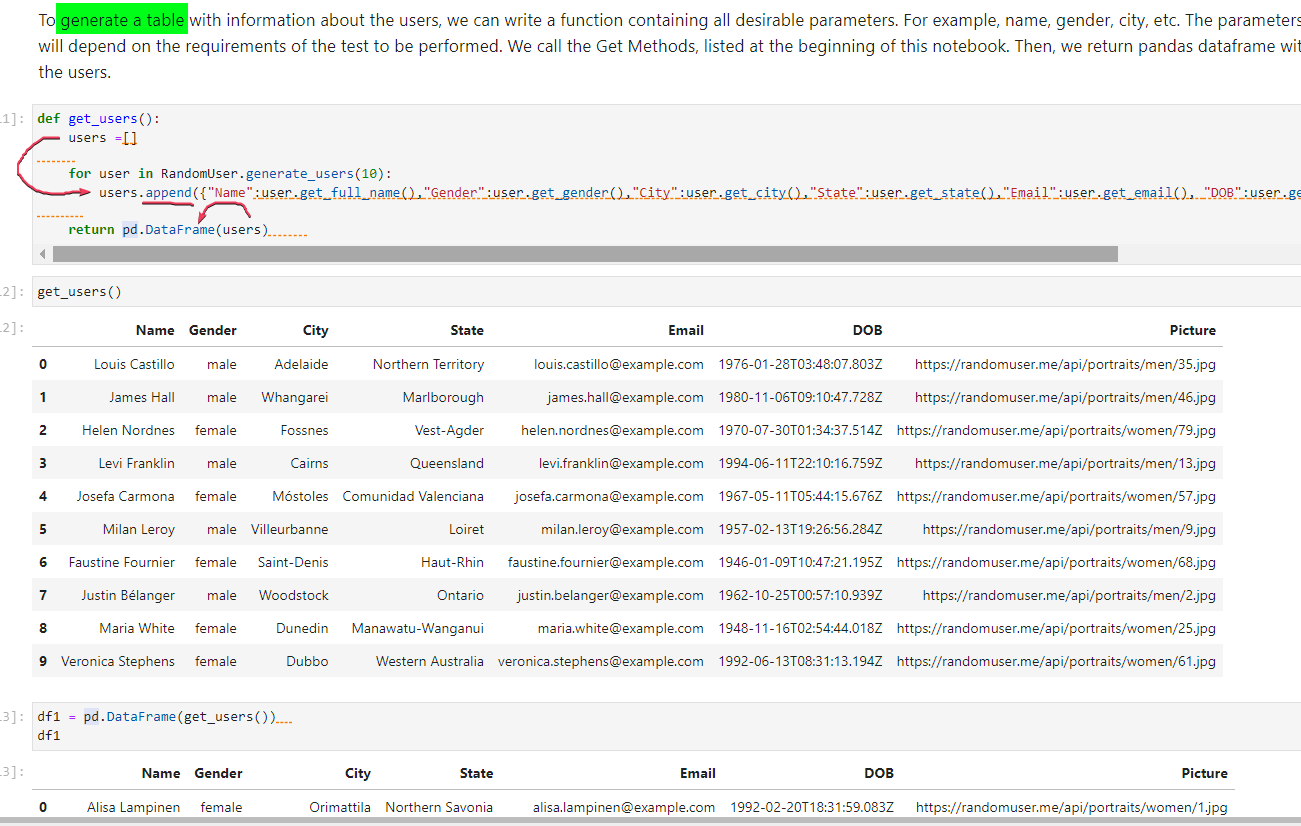 To generate a table with information about the users, we can write a function containing all desirable parameters. For example, name, gender, city, etc. The parameters
will depend on the requirements of the test to be performed. We call the Get Methods, listed at the beginning of this notebook. Then, we return pandas dataframe wit
the users.
.1]: def get_users():
users =[]
for user in RandomUser.generate_users(10):
users.append({"Name":user.get_full_name(),"Gender":user.get_gender(),"City":user.get_city(),"State":user.get_state(),"Email":user.get_email(), "DOB":user.ge
return pd.DataFrame(users)
.2]: get_users()
.2]:
Name Gender City State Email DOB Picture
0 Louis Castillo male Adelaide Northern Territory louis.castillo@example.com 1976-01-28T03:48:07.803Z https://randomuser.me/api/portraits/men/35.jpg
1 James Hall male Whangarei Marlborough james.hall@example.com 1980-11-06T09:10:47.728Z https://randomuser.me/api/portraits/men/46.jpg
2 Helen Nordnes female Fossnes Vest-Agder helen.nordnes@example.com 1970-07-30T01:34:37.514Z https://randomuser.me/api/portraits/women/79.jpg
3 Levi Franklin male Cairns Queensland levi.franklin@example.com 1994-06-11T22:10:16.759Z https://randomuser.me/api/portraits/men/13.jpg
4 Josefa Carmona female Móstoles Comunidad Valenciana josefa.carmona@example.com 1967-05-11T05:44:15.676Z https://randomuser.me/api/portraits/women/57.jpg
5 Milan Leroy male Villeurbanne Loiret milan.leroy@example.com 1957-02-13T19:26:56.284Z https://randomuser.me/api/portraits/men/9.jpg
6 Faustine Fournier female Saint-Denis Haut-Rhin faustine.fournier@example.com 1946-01-09T10:47:21.195Z https://randomuser.me/api/portraits/women/68.jpg
7 Justin Bélanger male Woodstock Ontario justin.belanger@example.com 1962-10-25T00:57:10.939Z https://randomuser.me/api/portraits/men/2.jpg
8 Maria White female Dunedin Manawatu-Wanganui maria.white@example.com 1948-11-16T02:54:44.018Z https://randomuser.me/api/portraits/women/25.jpg
9 Veronica Stephens female Dubbo Western Australia veronica.stephens@example.com 1992-06-13T08:31:13.194Z https://randomuser.me/api/portraits/women/61.jpg
.3]: df1 = pd.DataFrame(get_users())
df1
.3]:
Name Gender City State Email DOB Picture
0 Alisa Lampinen female Orimattila Northern Savonia alisa.lampinen@example.com 1992-02-20T18:31:59.083Z https://randomuser.me/api/portraits/women/1.jpg